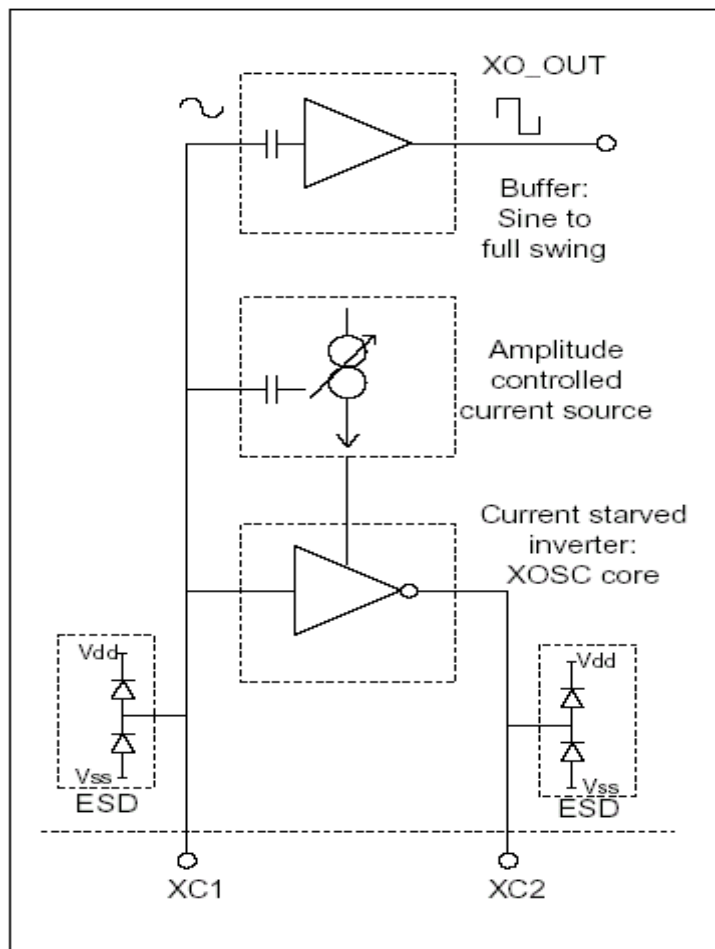 XO_OUT
Buffer:
Sine to
full swing
Amplitude
controlled
current source
Current starved
inverter:
XOSC core
Vdd
Vss
ESD
Vdd
Vss
ESD
XC1
XC2